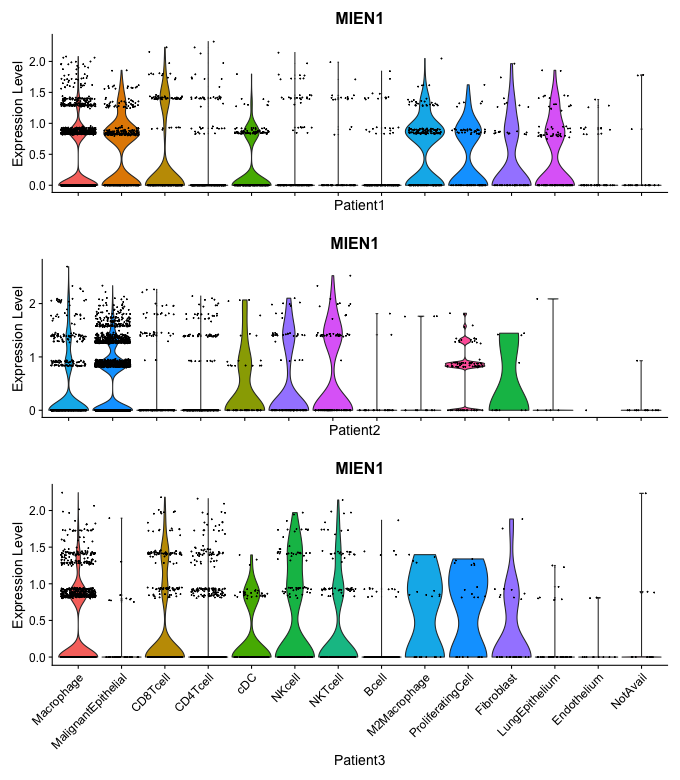 MIEN1
Expression Level
2.0
1.5
1.0
0.5
0.0
Patient1
MIEN1
Expression Level
2
1
0
Patient2
MIEN1
Expression Level
2.0
1.5
1.0
0.5
0.0
Macrophage
MalignantEpithelial
CD8Tcell
CD4Tcell
cDC
NKcell
NKTcell
Bcell
M2Macrophage
ProliferatingCell
Fibroblast
LungEpithelium
Endothelium
NotAvail
Patient3